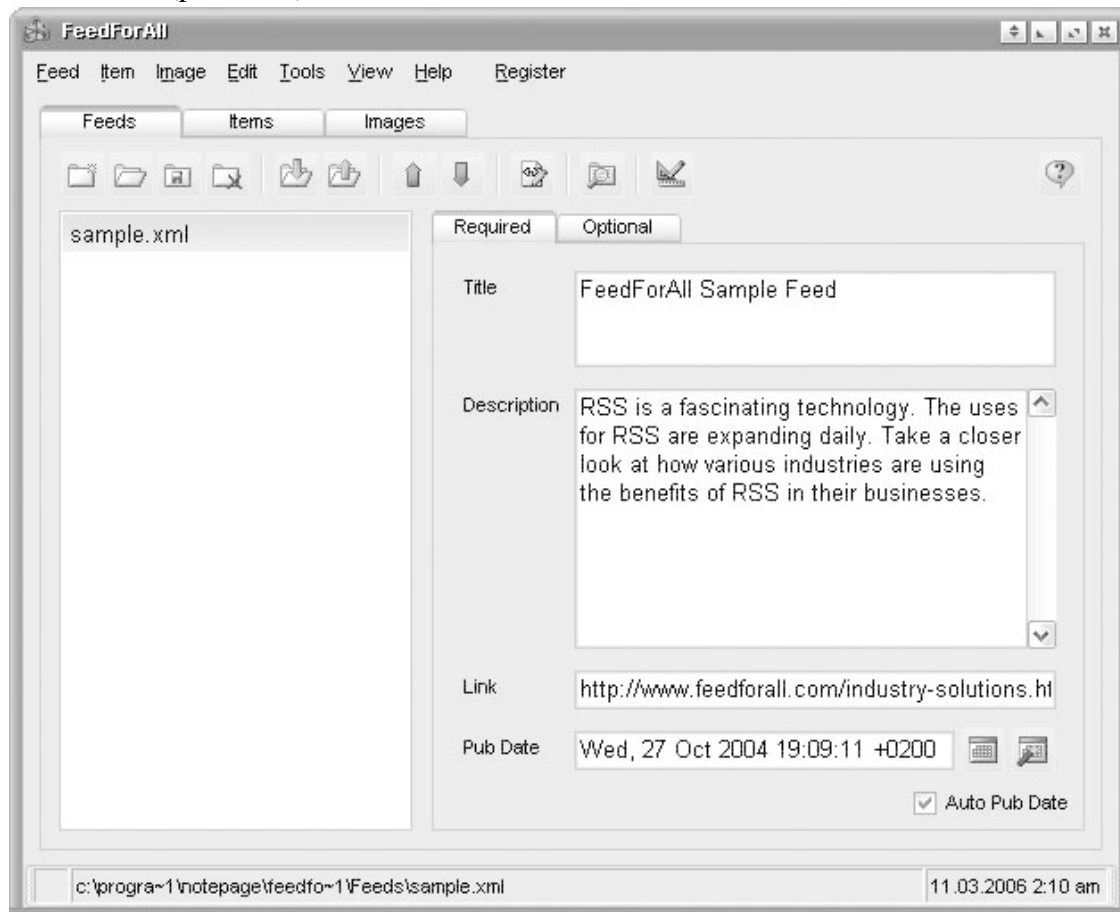 FeedForAll
Feed Item Image Edit Tools View Help Register
Feeds Items Images
sample.xml
Required Optional
Title
FeedForAll Sample Feed
Description
RSS is a fascinating technology. The uses
for RSS are expanding daily. Take a closer
look at how various industries are using
the benefits of RSS in their businesses.
Link
http://www.feedforall.com/industry-solutions.ht
Pub Date
Wed, 27 Oct 2004 19:09:11 +0200
Auto Pub Date
c:\progra~1\notepage\feedfo~1\Feeds\sample.xml
11.03.2006 2:10 am